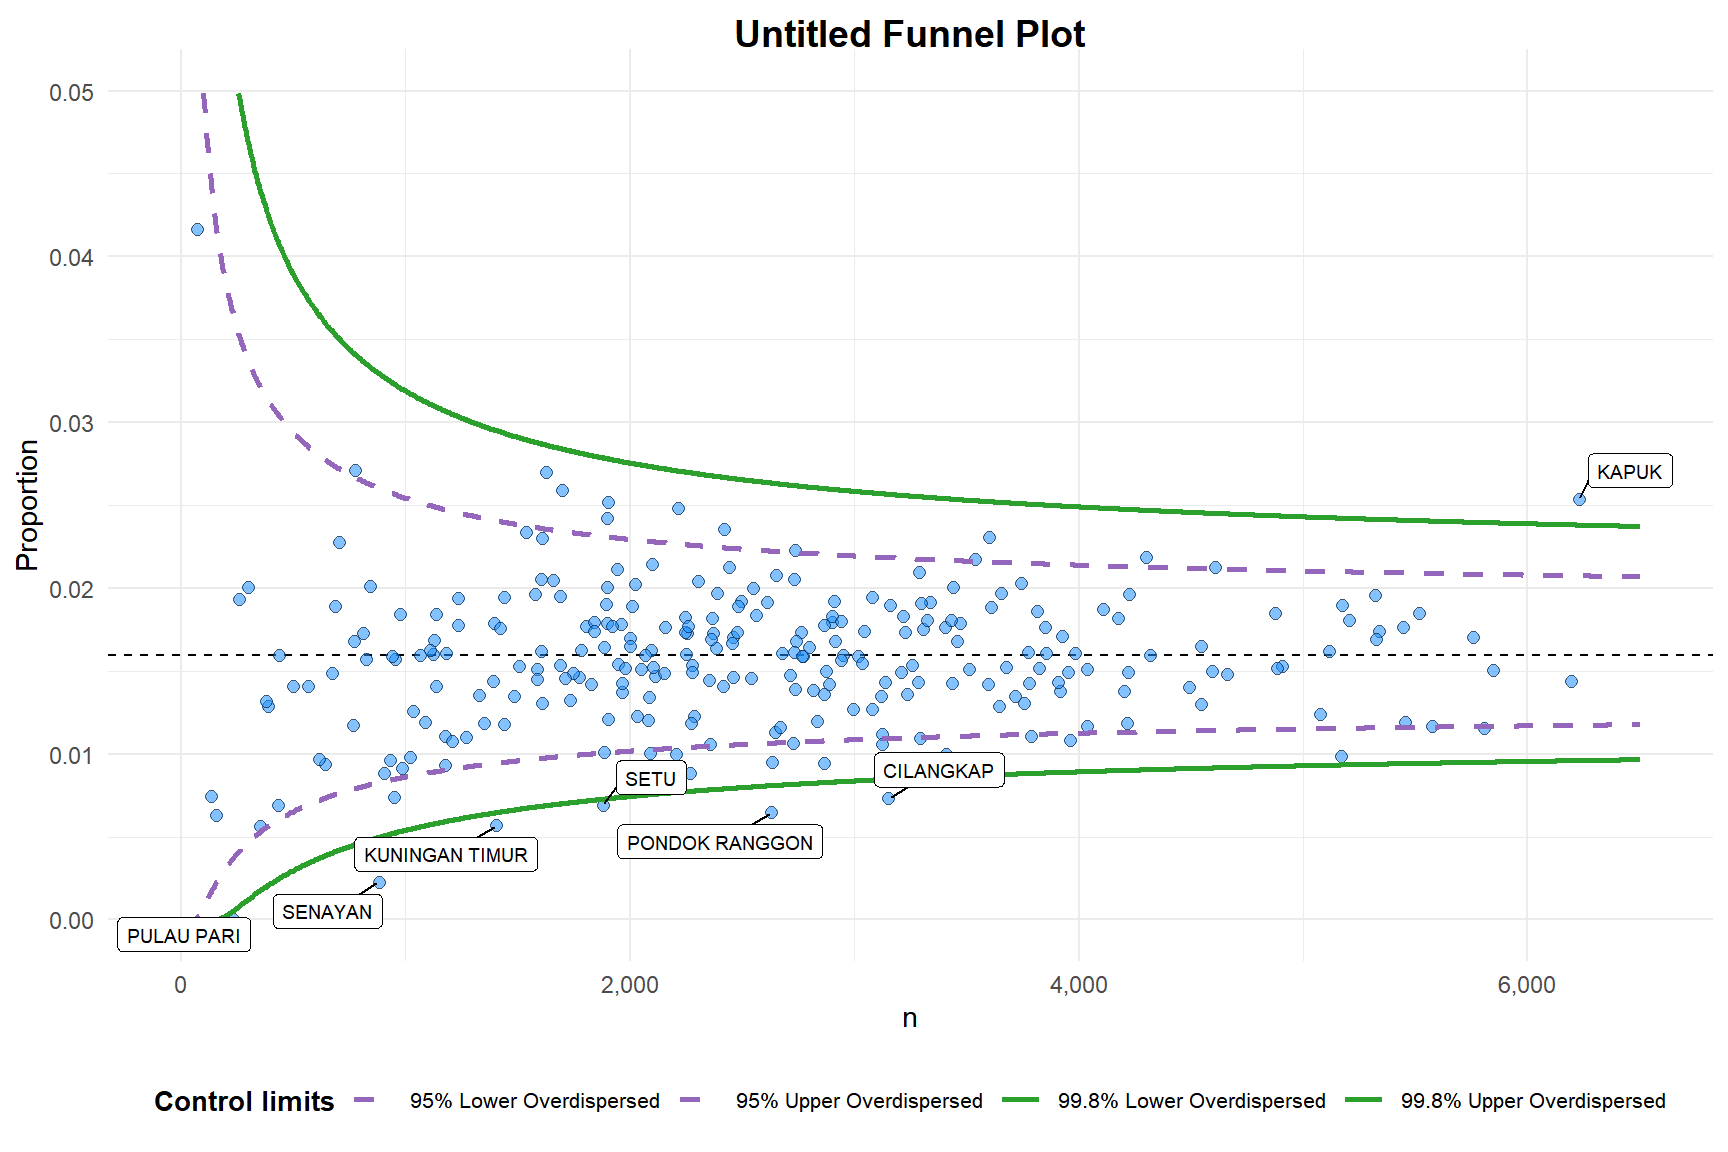 Untitled Funnel Plot
Proportion
0.05
0.04
0.03
0.02
0.01
0.00
KAPUK
SETU
CILANGKAP
PONDOK RANGGON
KUNINGAN TIMUR
SENAYAN
PULAU PARI
0
2,000
4,000
6,000
n
Control limits
95% Lower Overdispersed
95% Upper Overdispersed
99.8% Lower Overdispersed
99.8% Upper Overdispersed